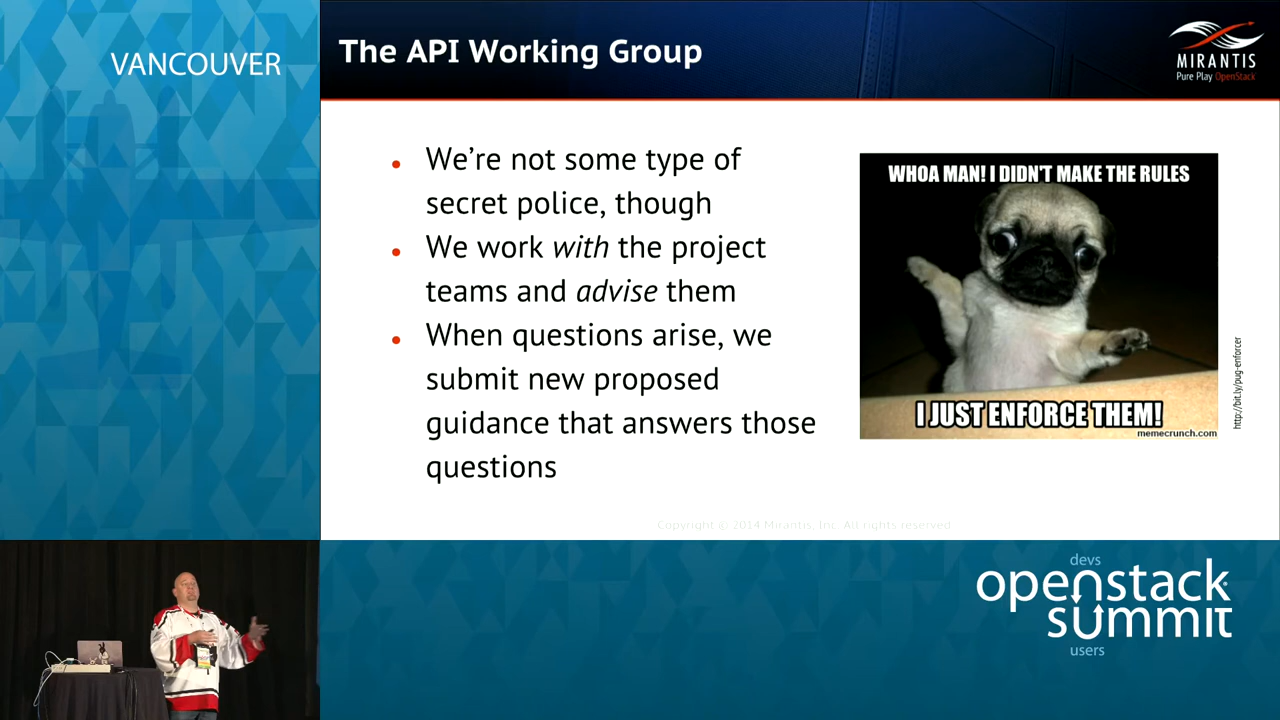 VANCOUVER
The API Working Group
MIRANTIS
Pure Play OpenStack
• We’re not some type of
secret police, though
• We work with the project
teams and advise them
• When questions arise, we
submit new proposed
guidance that answers those
questions
WHOA MAN! I DIDN'T MAKE THE RULES
I JUST ENFORCE THEM!
memecrunch.com
http://bit.ly/pug-enforcer
Copyright © 2014 Mirantis, Inc. All rights reserved
devs
openstack
summit
users